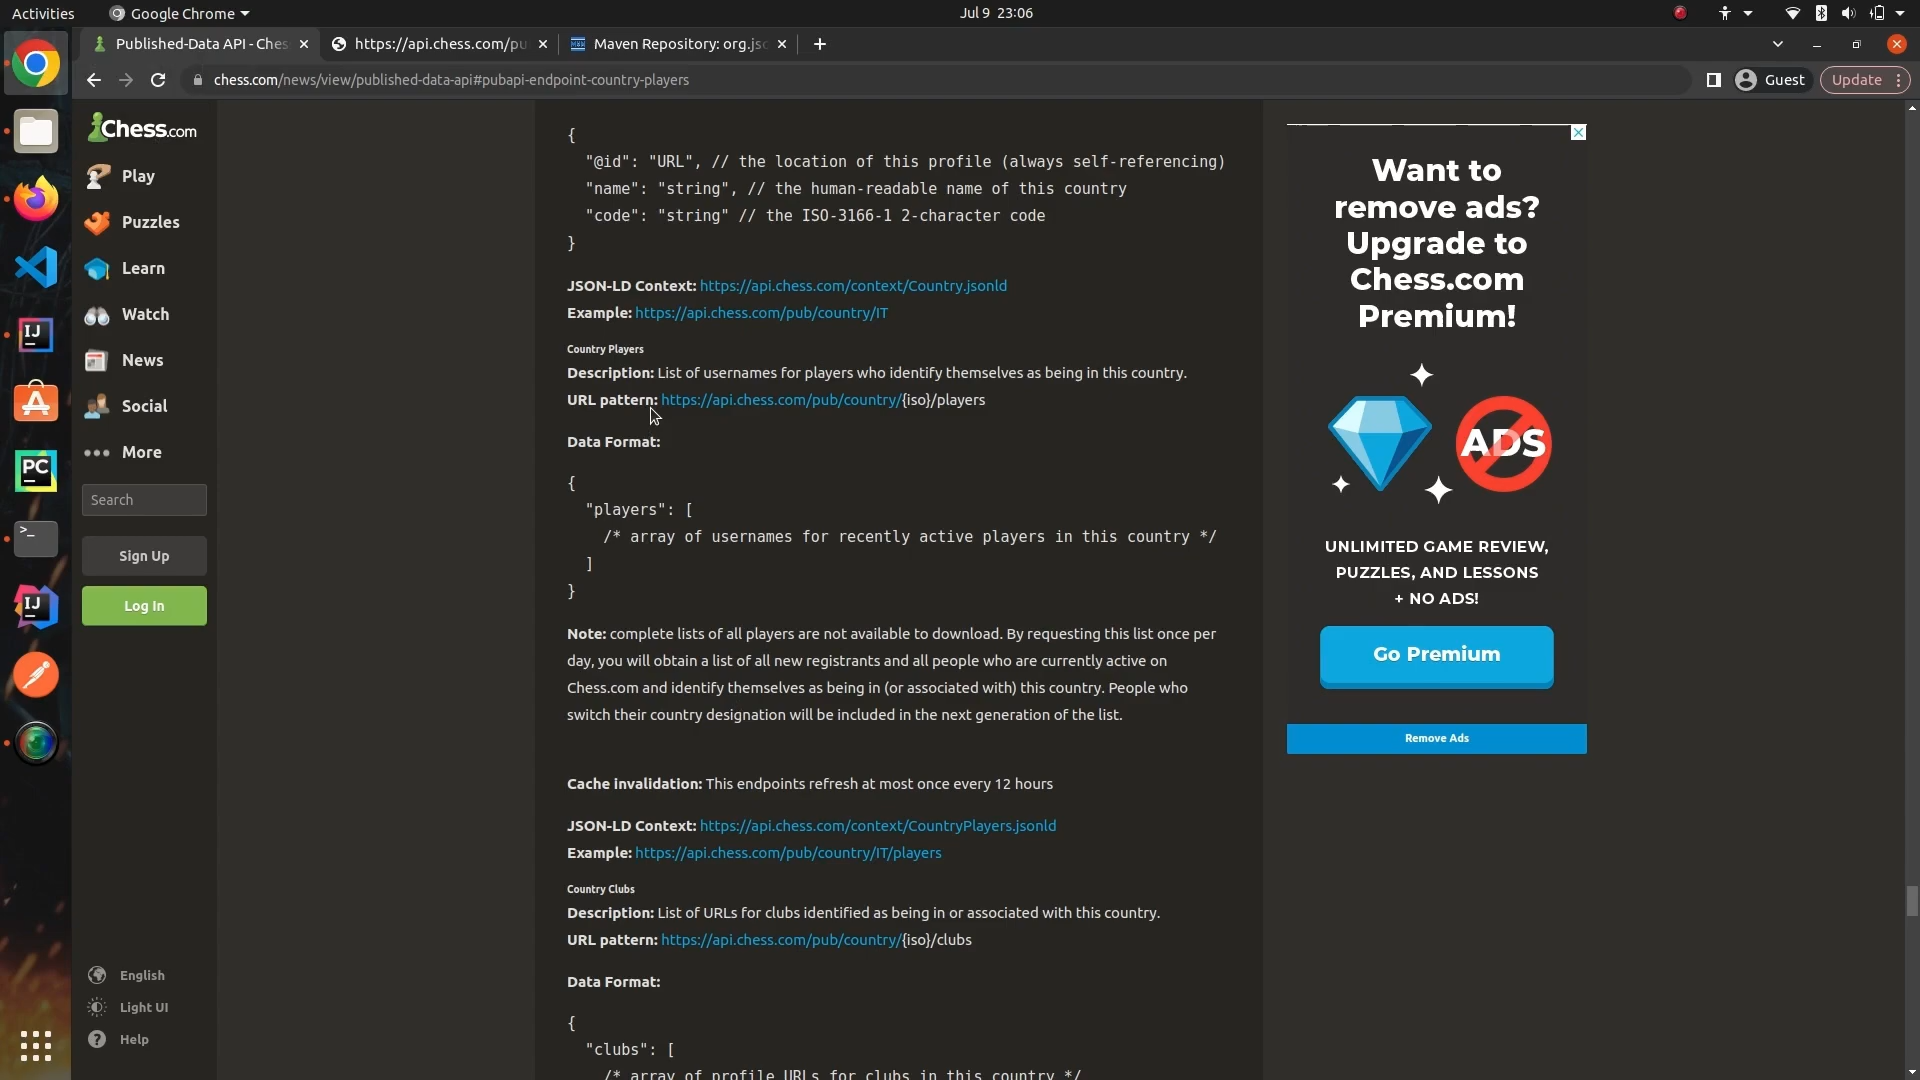 Activities
Google Chrome
Jul 9 23:06
Published-Data API - Chess
https://api.chess.com/pu
Maven Repository: org.jso
chess.com/news/view/published-data-api#pubapi-endpoint-country-players
Guest
Update
Chess.com
Play
Puzzles
Learn
Watch
News
Social
More
Search
Sign Up
Log In
English
Light UI
Help
{
"@id": "URL", // the location of this profile (always self-referencing)
"name": "string", // the human-readable name of this country
"code": "string" // the ISO-3166-1 2-character code
}
JSON-LD Context: https://api.chess.com/context/Country.jsonld
Example: https://api.chess.com/pub/country/IT
Country Players
Description: List of usernames for players who identify themselves as being in this country.
URL pattern: https://api.chess.com/pub/country/{iso}/players
Data Format:
{
"players": [
/* array of usernames for recently active players in this country */
]
}
Note: complete lists of all players are not available to download. By requesting this list once per
day, you will obtain a list of all new registrants and all people who are currently active on
Chess.com and identify themselves as being in (or associated with) this country. People who
switch their country designation will be included in the next generation of the list.
Cache invalidation: This endpoints refresh at most once every 12 hours
JSON-LD Context: https://api.chess.com/context/CountryPlayers.jsonld
Example: https://api.chess.com/pub/country/IT/players
Country Clubs
Description: List of URLs for clubs identified as being in or associated with this country.
URL pattern: https://api.chess.com/pub/country/{iso}/clubs
Data Format:
{
"clubs": [
/* array of profile URLs for clubs in this country */
Want to
remove ads?
Upgrade to
Chess.com
Premium!
ADS
UNLIMITED GAME REVIEW,
PUZZLES, AND LESSONS
+ NO ADS!
Go Premium
Remove Ads
IJ
PC
>_
IJ